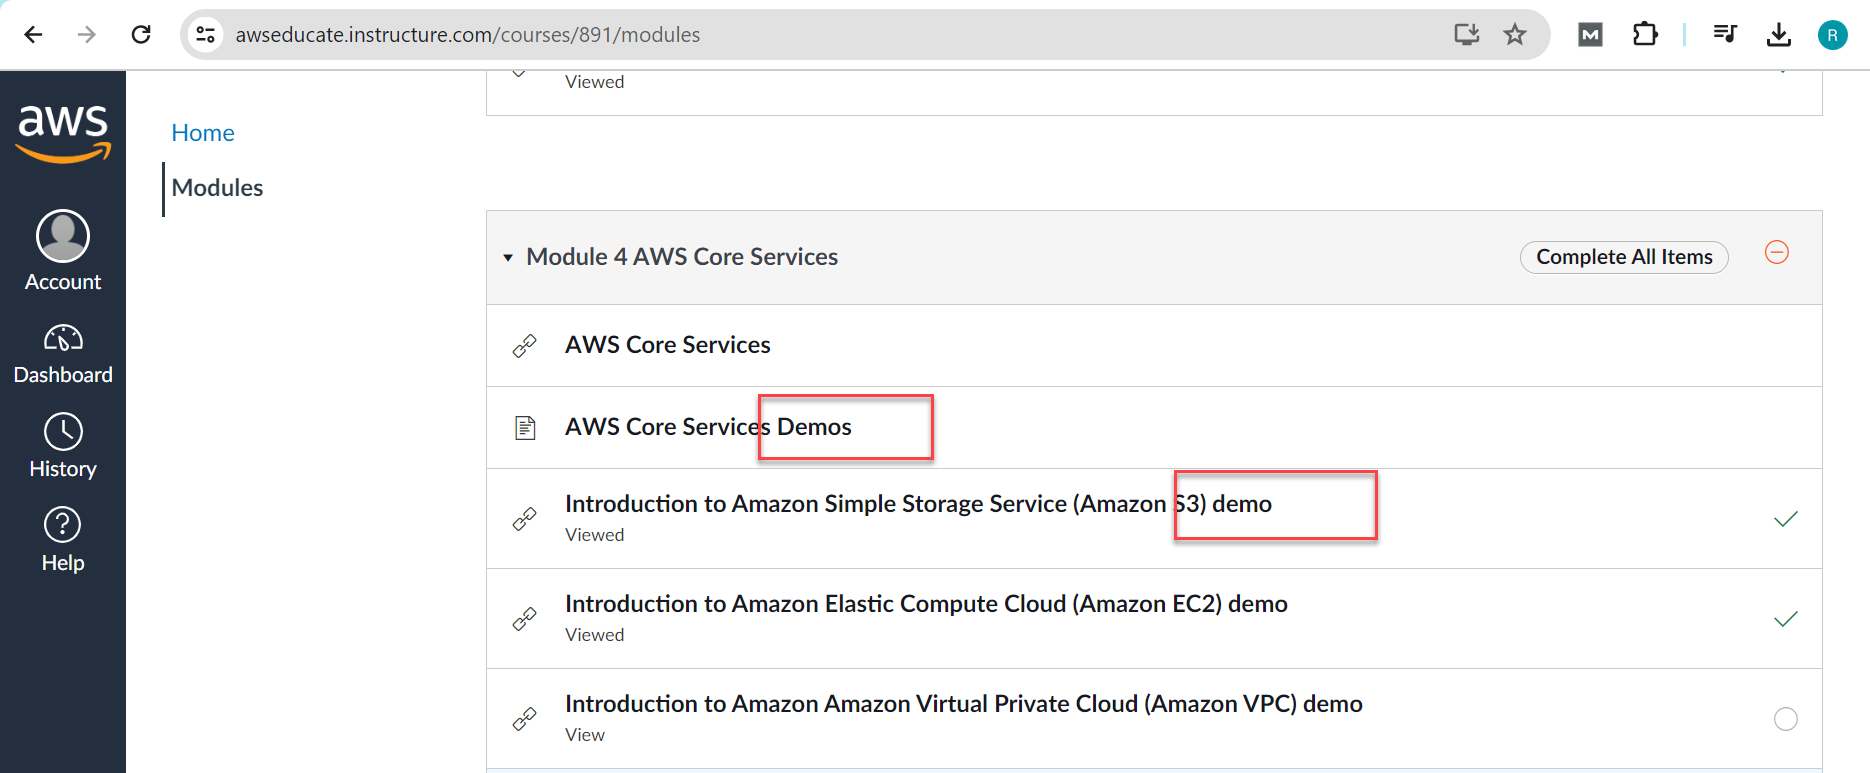 awseducate.instructure.com/courses/891/modules
M
R
aws
Account
Dashboard
History
Help
Home
Modules
Viewed
Module 4 AWS Core Services
Complete All Items
AWS Core Services
AWS Core Services Demos
Introduction to Amazon Simple Storage Service (Amazon S3) demo
Viewed
Introduction to Amazon Elastic Compute Cloud (Amazon EC2) demo
Viewed
Introduction to Amazon Amazon Virtual Private Cloud (Amazon VPC) demo
View